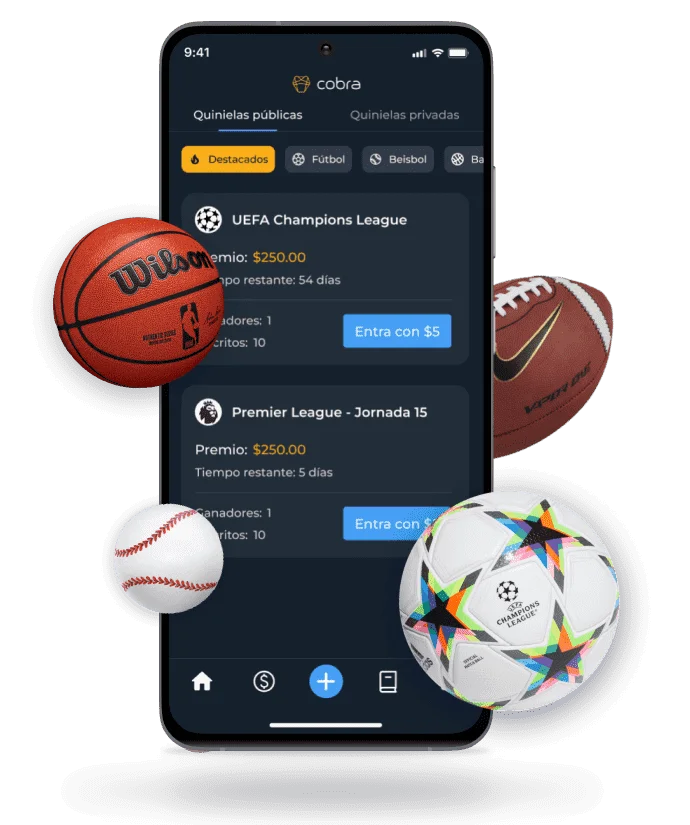 9:41
cobra
Quinielas públicas
Quinielas privadas
Destacados
Fútbol
Beisbol
Ba
UEFA Champions League
emio: $250.00
mpo restante: 54 días
adores: 1
critos: 10
Entra con $5
Wilson
Premier League - Jornada 15
Premio: $250.00
Tiempo restante: 5 días
Ganadores: 1
ritos: 10
Entra con $
UEFA
CHAMPIONS
LEAGUE